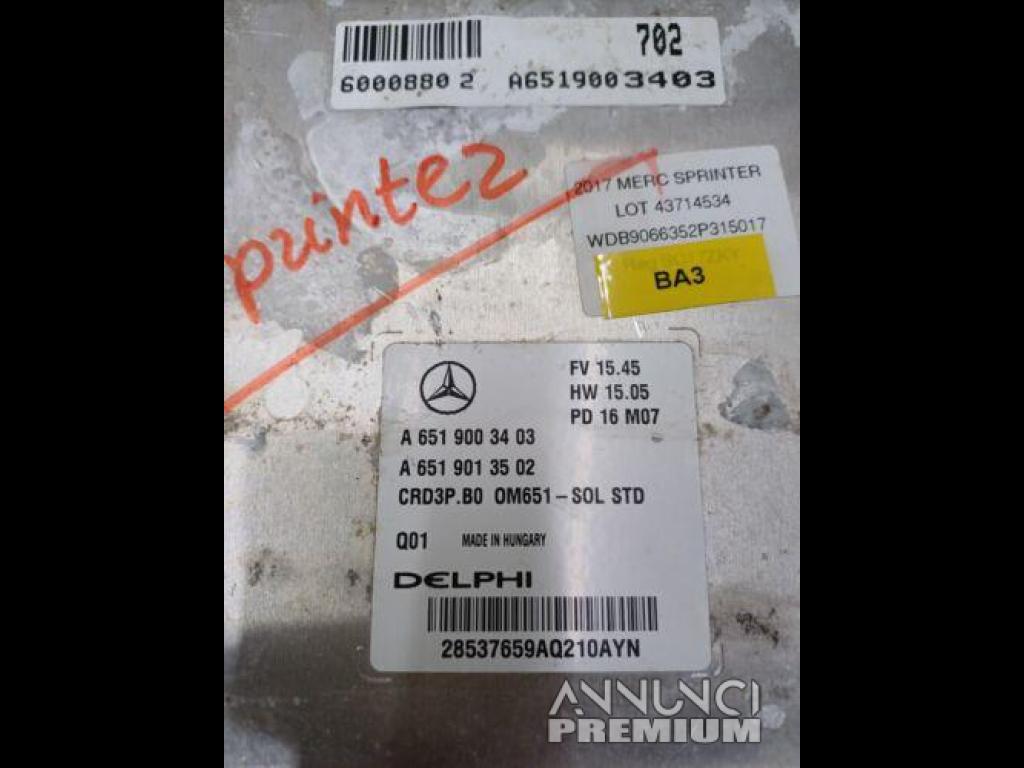 702
6000880 2 A6519003403
printer
2017 MERC SPRINTER
LOT 43714534
WDB9066352P315017
BA3
FV 15.45
HW 15.05
PD 16 M07
A 651 900 34 03
A 651 901 35 02
CRD3P.B0 OM651-SOL STD
Q01 MADE IN HUNGARY
DELPHI
28537659AQ210AYN
ANNUNCI
PREMIUM